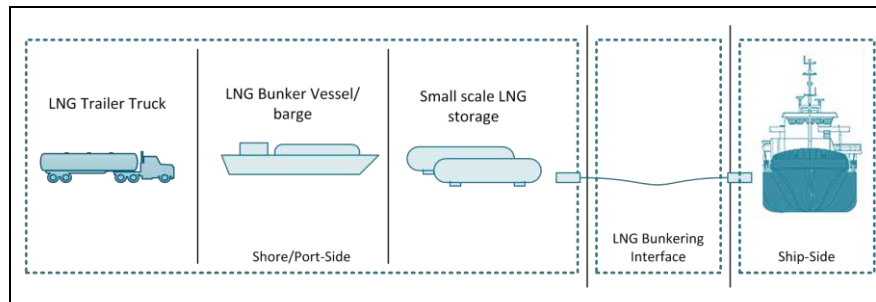 LNG Trailer Truck
LNG Bunker Vessel/
barge
Small scale LNG
storage
Shore/Port-Side
LNG Bunkering
Interface
Ship-Side